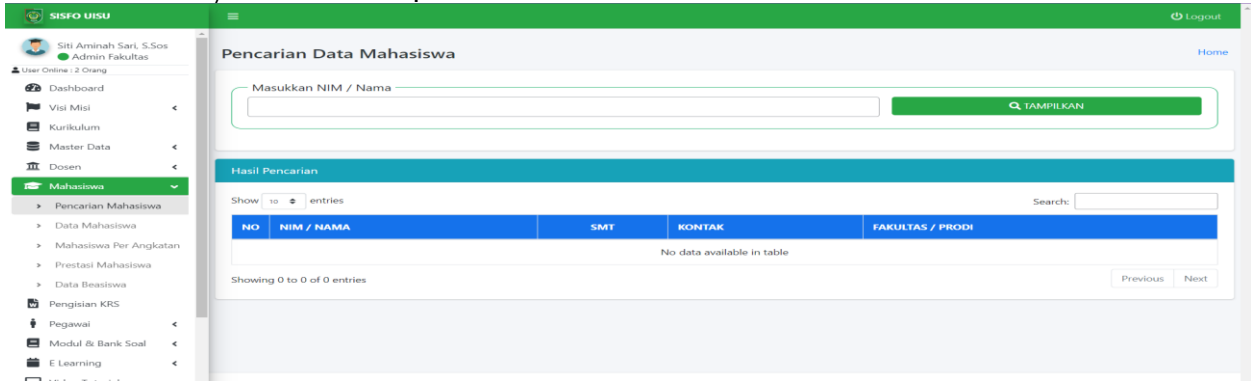 SISFO UISU
Logout
Siti Aminah Sari, S.Sos
Admin Fakultas
User Online : 2 Orang
Dashboard
Visi Misi
Kurikulum
Master Data
Dosen
Mahasiswa
Pencarian Mahasiswa
Data Mahasiswa
Mahasiswa Per Angkatan
Prestasi Mahasiswa
Data Beasiswa
Pengisian KRS
Pegawai
Modul & Bank Soal
E Learning
Pencarian Data Mahasiswa
Home
Masukkan NIM / Nama
TAMPILKAN
Hasil Pencarian
Show 10 entries
Search:
NO NIM / NAMA SMT KONTAK FAKULTAS / PRODI
No data available in table
Showing 0 to 0 of 0 entries
Previous Next